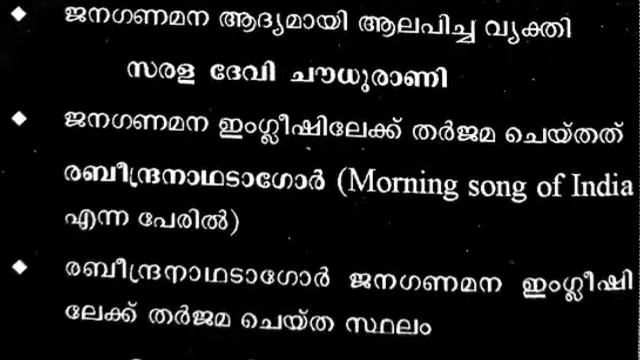 ◆ ജനഗണമന ആദ്യമായി ആലപിച്ച വ്യക്തി
സരള ദേവി ചൗധുരാണി
◆ ജനഗണമന ഇംഗ്ലീഷിലേക്ക് തർജമ ചെയ്തത്
രബീന്ദ്രനാഥടാഗോർ (Morning song of India
എന്ന പേരിൽ)
◆ രബീന്ദ്രനാഥടാഗോർ ജനഗണമന ഇംഗ്ലീഷി
ലേക്ക് തർജമ ചെയ്ത സ്ഥലം